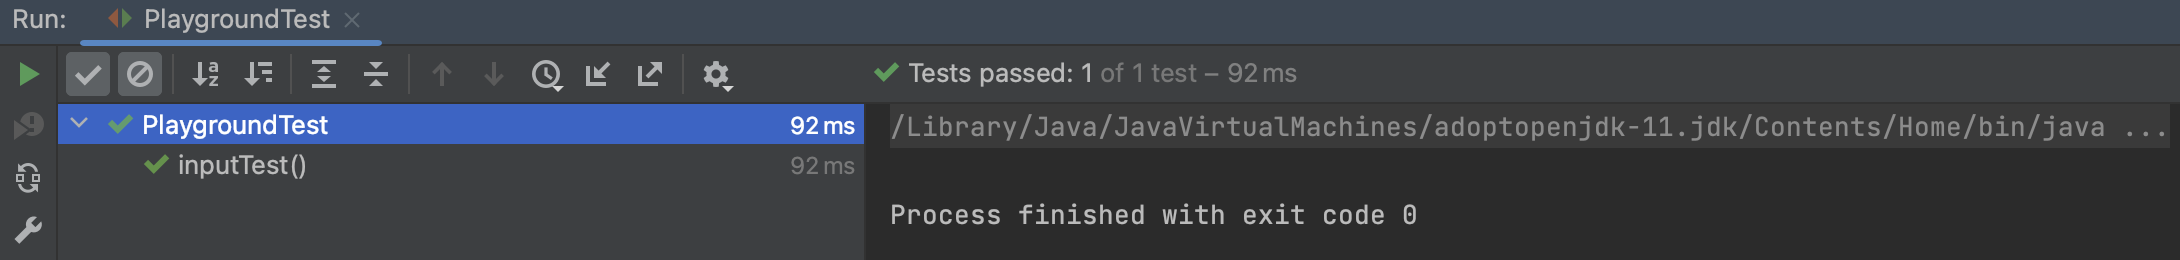 Run: PlaygroundTest
Tests passed: 1 of 1 test – 92 ms
PlaygroundTest 92 ms
inputTest() 92 ms
/Library/Java/JavaVirtualMachines/adoptopenjdk-11.jdk/Contents/Home/bin/java ...
Process finished with exit code 0